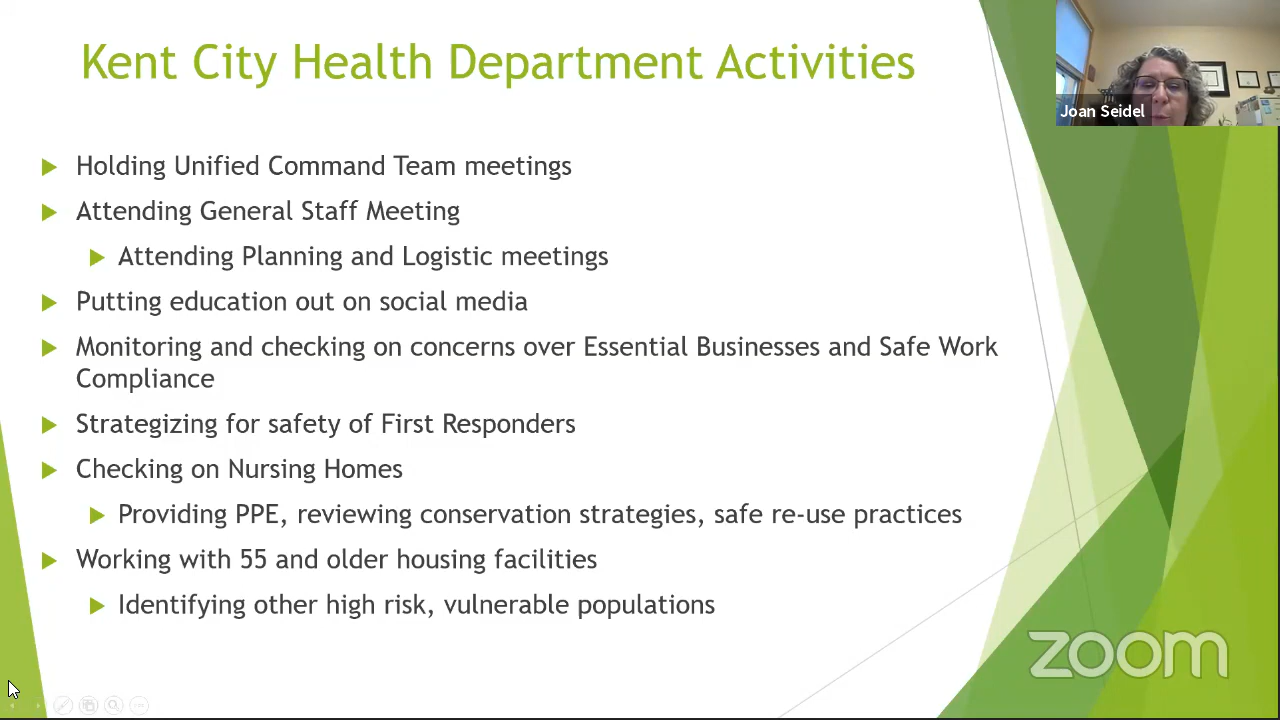 Kent City Health Department Activities
Joan Seidel
Holding Unified Command Team meetings
Attending General Staff Meeting
Attending Planning and Logistic meetings
Putting education out on social media
Monitoring and checking on concerns over Essential Businesses and Safe Work
Compliance
Strategizing for safety of First Responders
Checking on Nursing Homes
Providing PPE, reviewing conservation strategies, safe re-use practices
Working with 55 and older housing facilities
Identifying other high risk, vulnerable populations
zoom